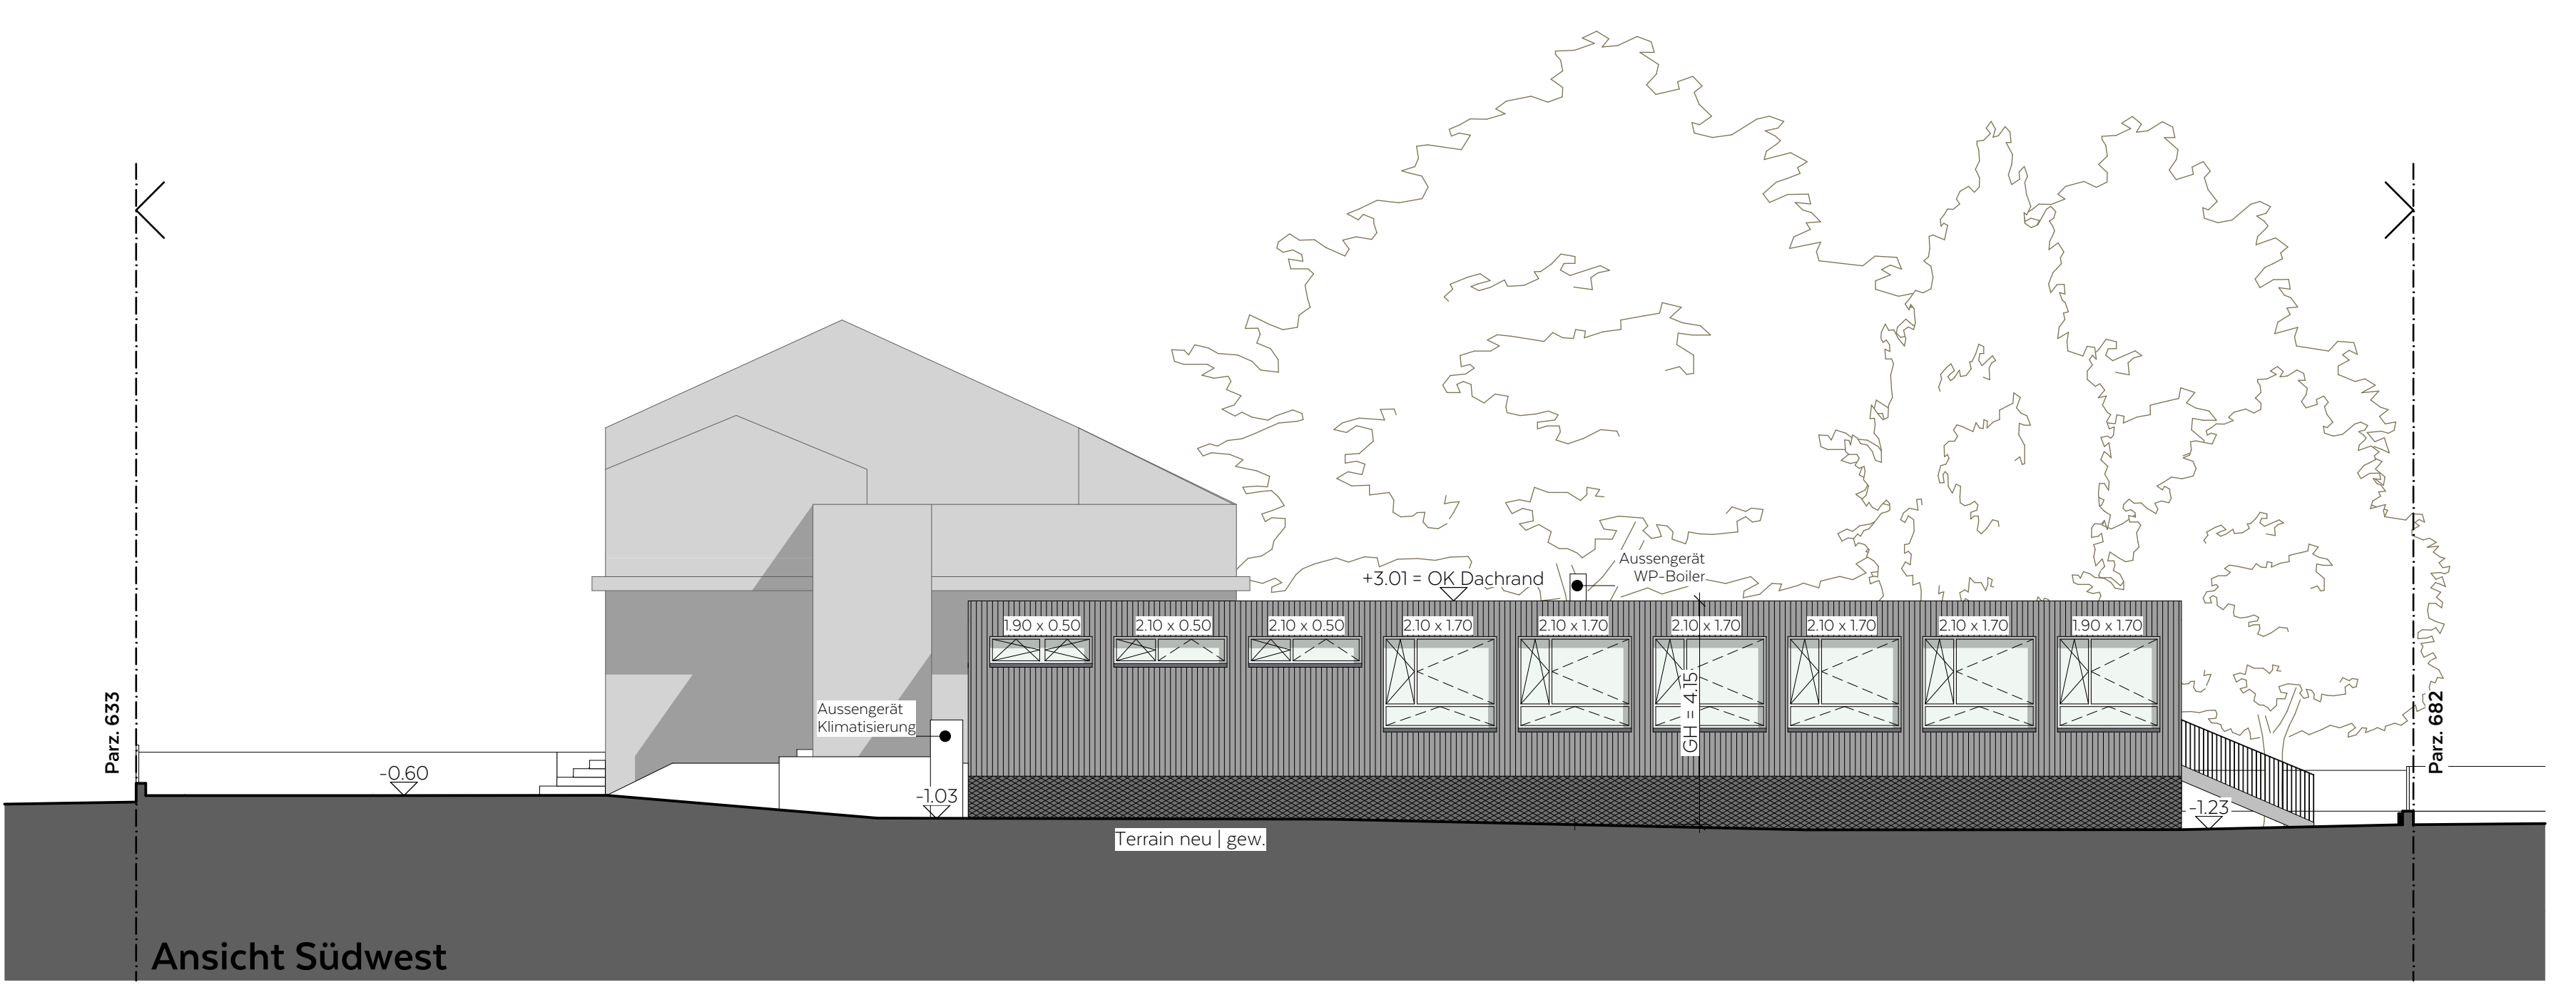 Aussengerät
WP-Boiler
+3.01 = OK Dachrand
1.90 x 0.50
2.10 x 0.50
2.10 x 0.50
2.10 x 1.70
2.10 x 1.70
2.10 x 1.70
2.10 x 1.70
2.10 x 1.70
1.90 x 1.70
GH = 4.15
Parz. 633
Parz. 682
Aussengerät
Klimatisierung
-0.60
-1.03
-1.23
Terrain neu | gew.
Ansicht Südwest